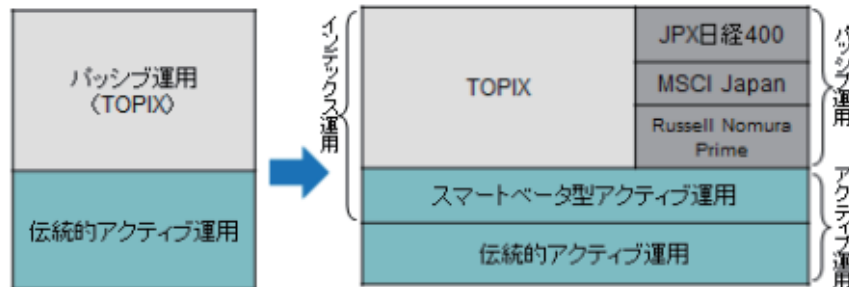 パッシブ運用
(TOPIX)
伝統的アクティブ運用
インデックス運用
TOPIX
JPX日経400
MSCI Japan
Russell Nomura
Prime
パッシブ運用
スマートベータ型アクティブ運用
伝統的アクティブ運用
アクティブ運用